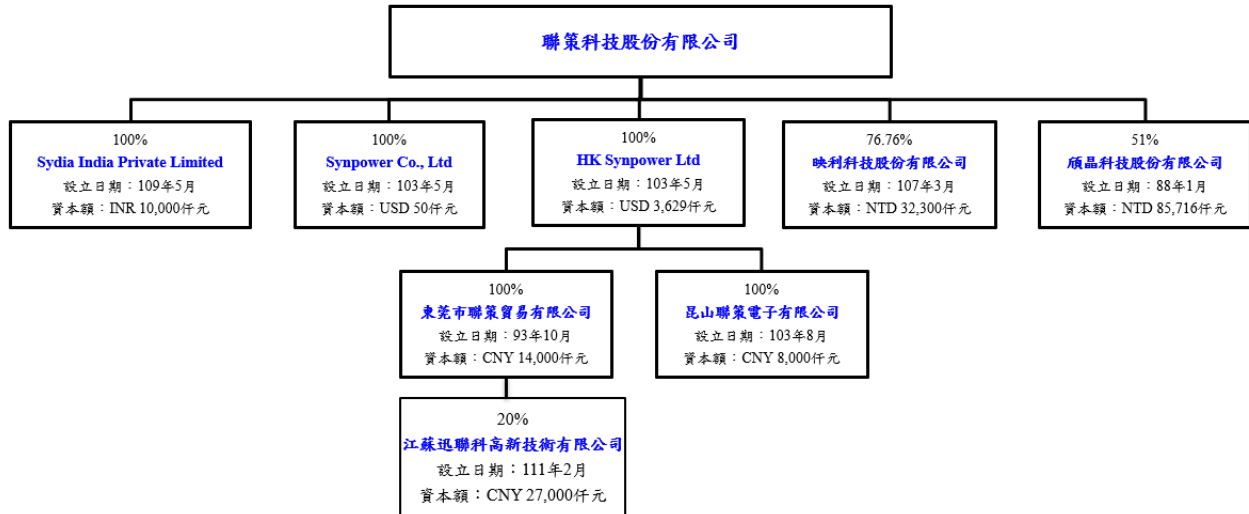 聯策科技股份有限公司
100%
Sydia India Private Limited
設立日期：109年5月
資本額：INR 10,000仟元
100%
Synpower Co., Ltd
設立日期：103年5月
資本額：USD 50仟元
100%
HK Synpower Ltd
設立日期：103年5月
資本額：USD 3,629仟元
76.76%
映利科技股份有限公司
設立日期：107年3月
資本額：NTD 32,300仟元
51%
頎晶科技股份有限公司
設立日期：88年1月
資本額：NTD 85,716仟元
100%
東莞市聯策貿易有限公司
設立日期：93年10月
資本額：CNY 14,000仟元
100%
昆山聯策電子有限公司
設立日期：103年8月
資本額：CNY 8,000仟元
20%
江蘇迅聯科高新技術有限公司
設立日期：111年2月
資本額：CNY 27,000仟元